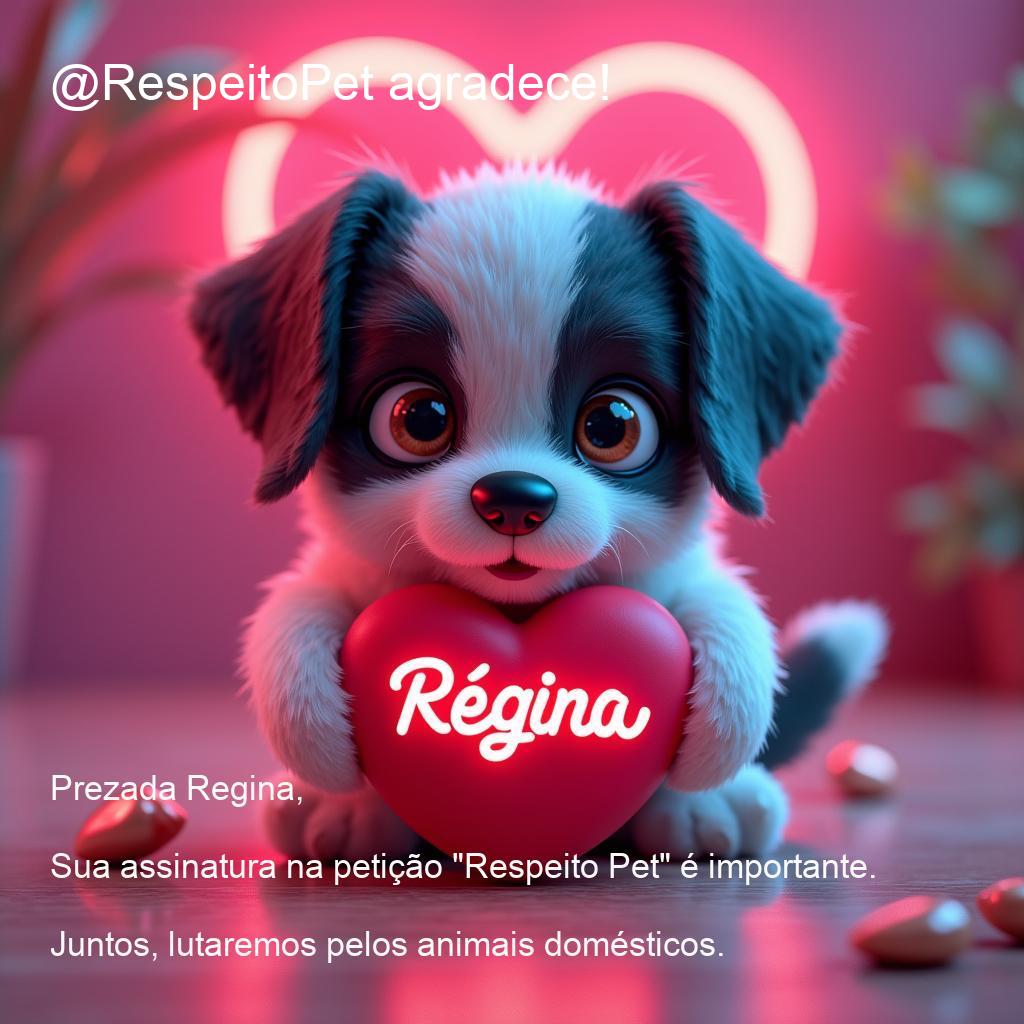 @RespeitoPet agradece!
Régina
Prezada Regina,
Sua assinatura na petição "Respeito Pet" é importante.
Juntos, lutaremos pelos animais domésticos.